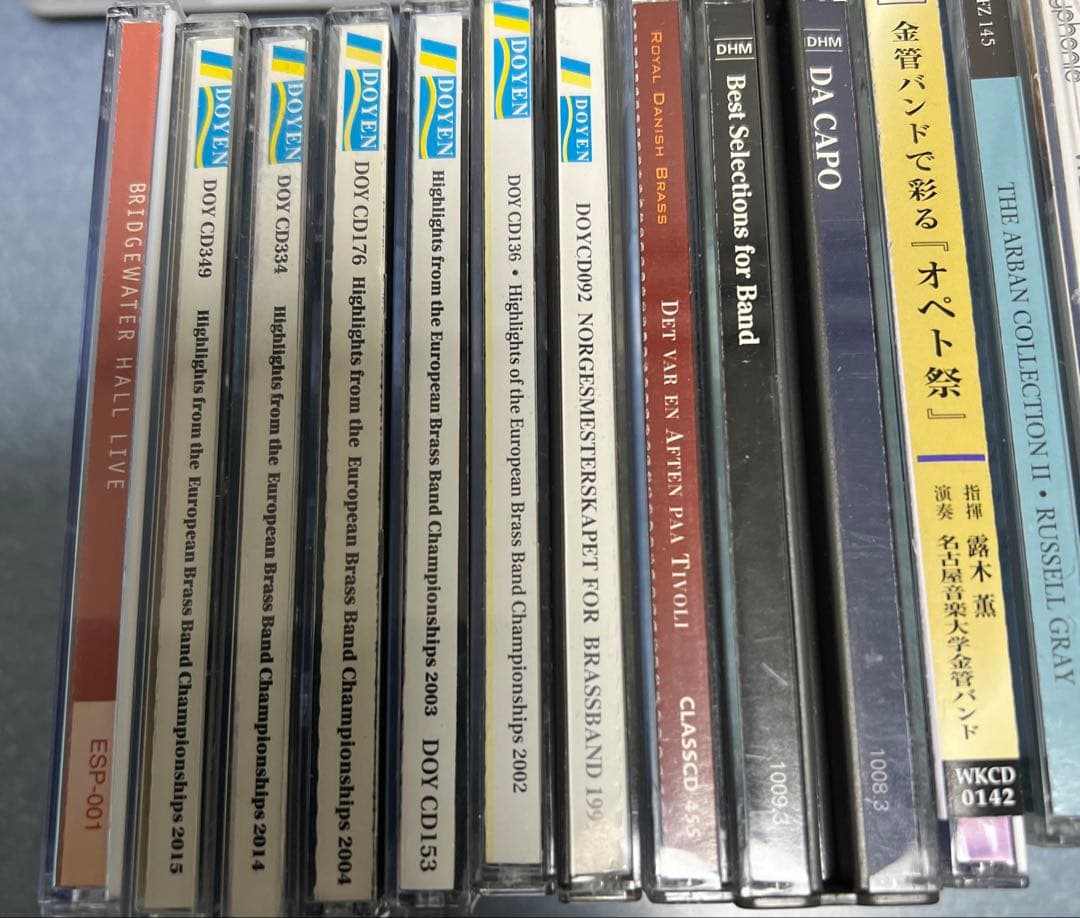 BRIDGEWATER HALL LIVE
ESP-001
DOYEN
DOY CD349 Highlights from the European Brass Band Championships 2015
DOYEN
DOY CD334 Highlights from the European Brass Band Championships 2014
DOYEN
DOY CD176 Highlights from the European Brass Band Championships 2004
DOYEN
Highlights from the European Brass Band Championships 2003 DOY CD153
DOYEN
DOY CD136 • Highlights of the European Brass Band Championships 2002
DOYEN
DOYCD092 NORGESMESTERSKAPET FOR BRASSBAND 199
ROYAL DANISH BRASS
DET VAR EN AFTEN PAA TIVOLI
CLASSCD 455
DHM
Best Selections for Band
1009.3
DHM
DA CAPO
1008.3
金管バンドで彩る『オペト祭』
指揮 露木 薫
演奏 名古屋音楽大学金管バンド
WKCD
0142
FZ 145
THE ARBAN COLLECTION II • RUSSELL GRAY